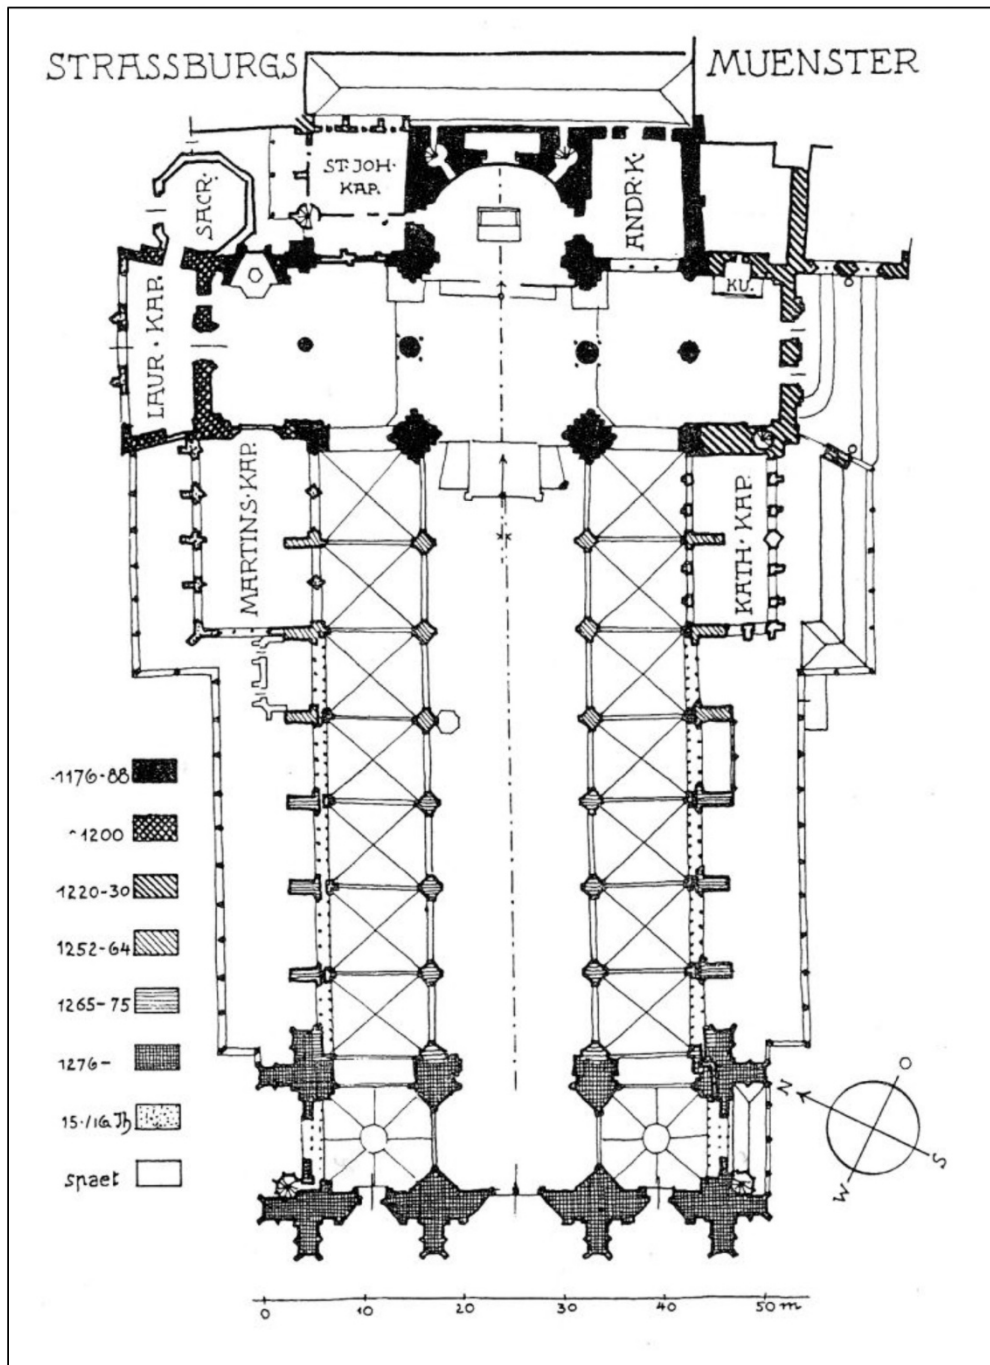 STRASSBURGS MUENSTER
ST. JOH.
KAP.
SACR.
ANDR. K.
LAUR. KAP.
KU.
MARTINS. KAP.
KATH. KAP.
-1176-88
~1200
1220-30
1252-64
1265-75
1276-
15./16 Jh
spaet
N
O
S
W
0 10 20 30 40 50 m